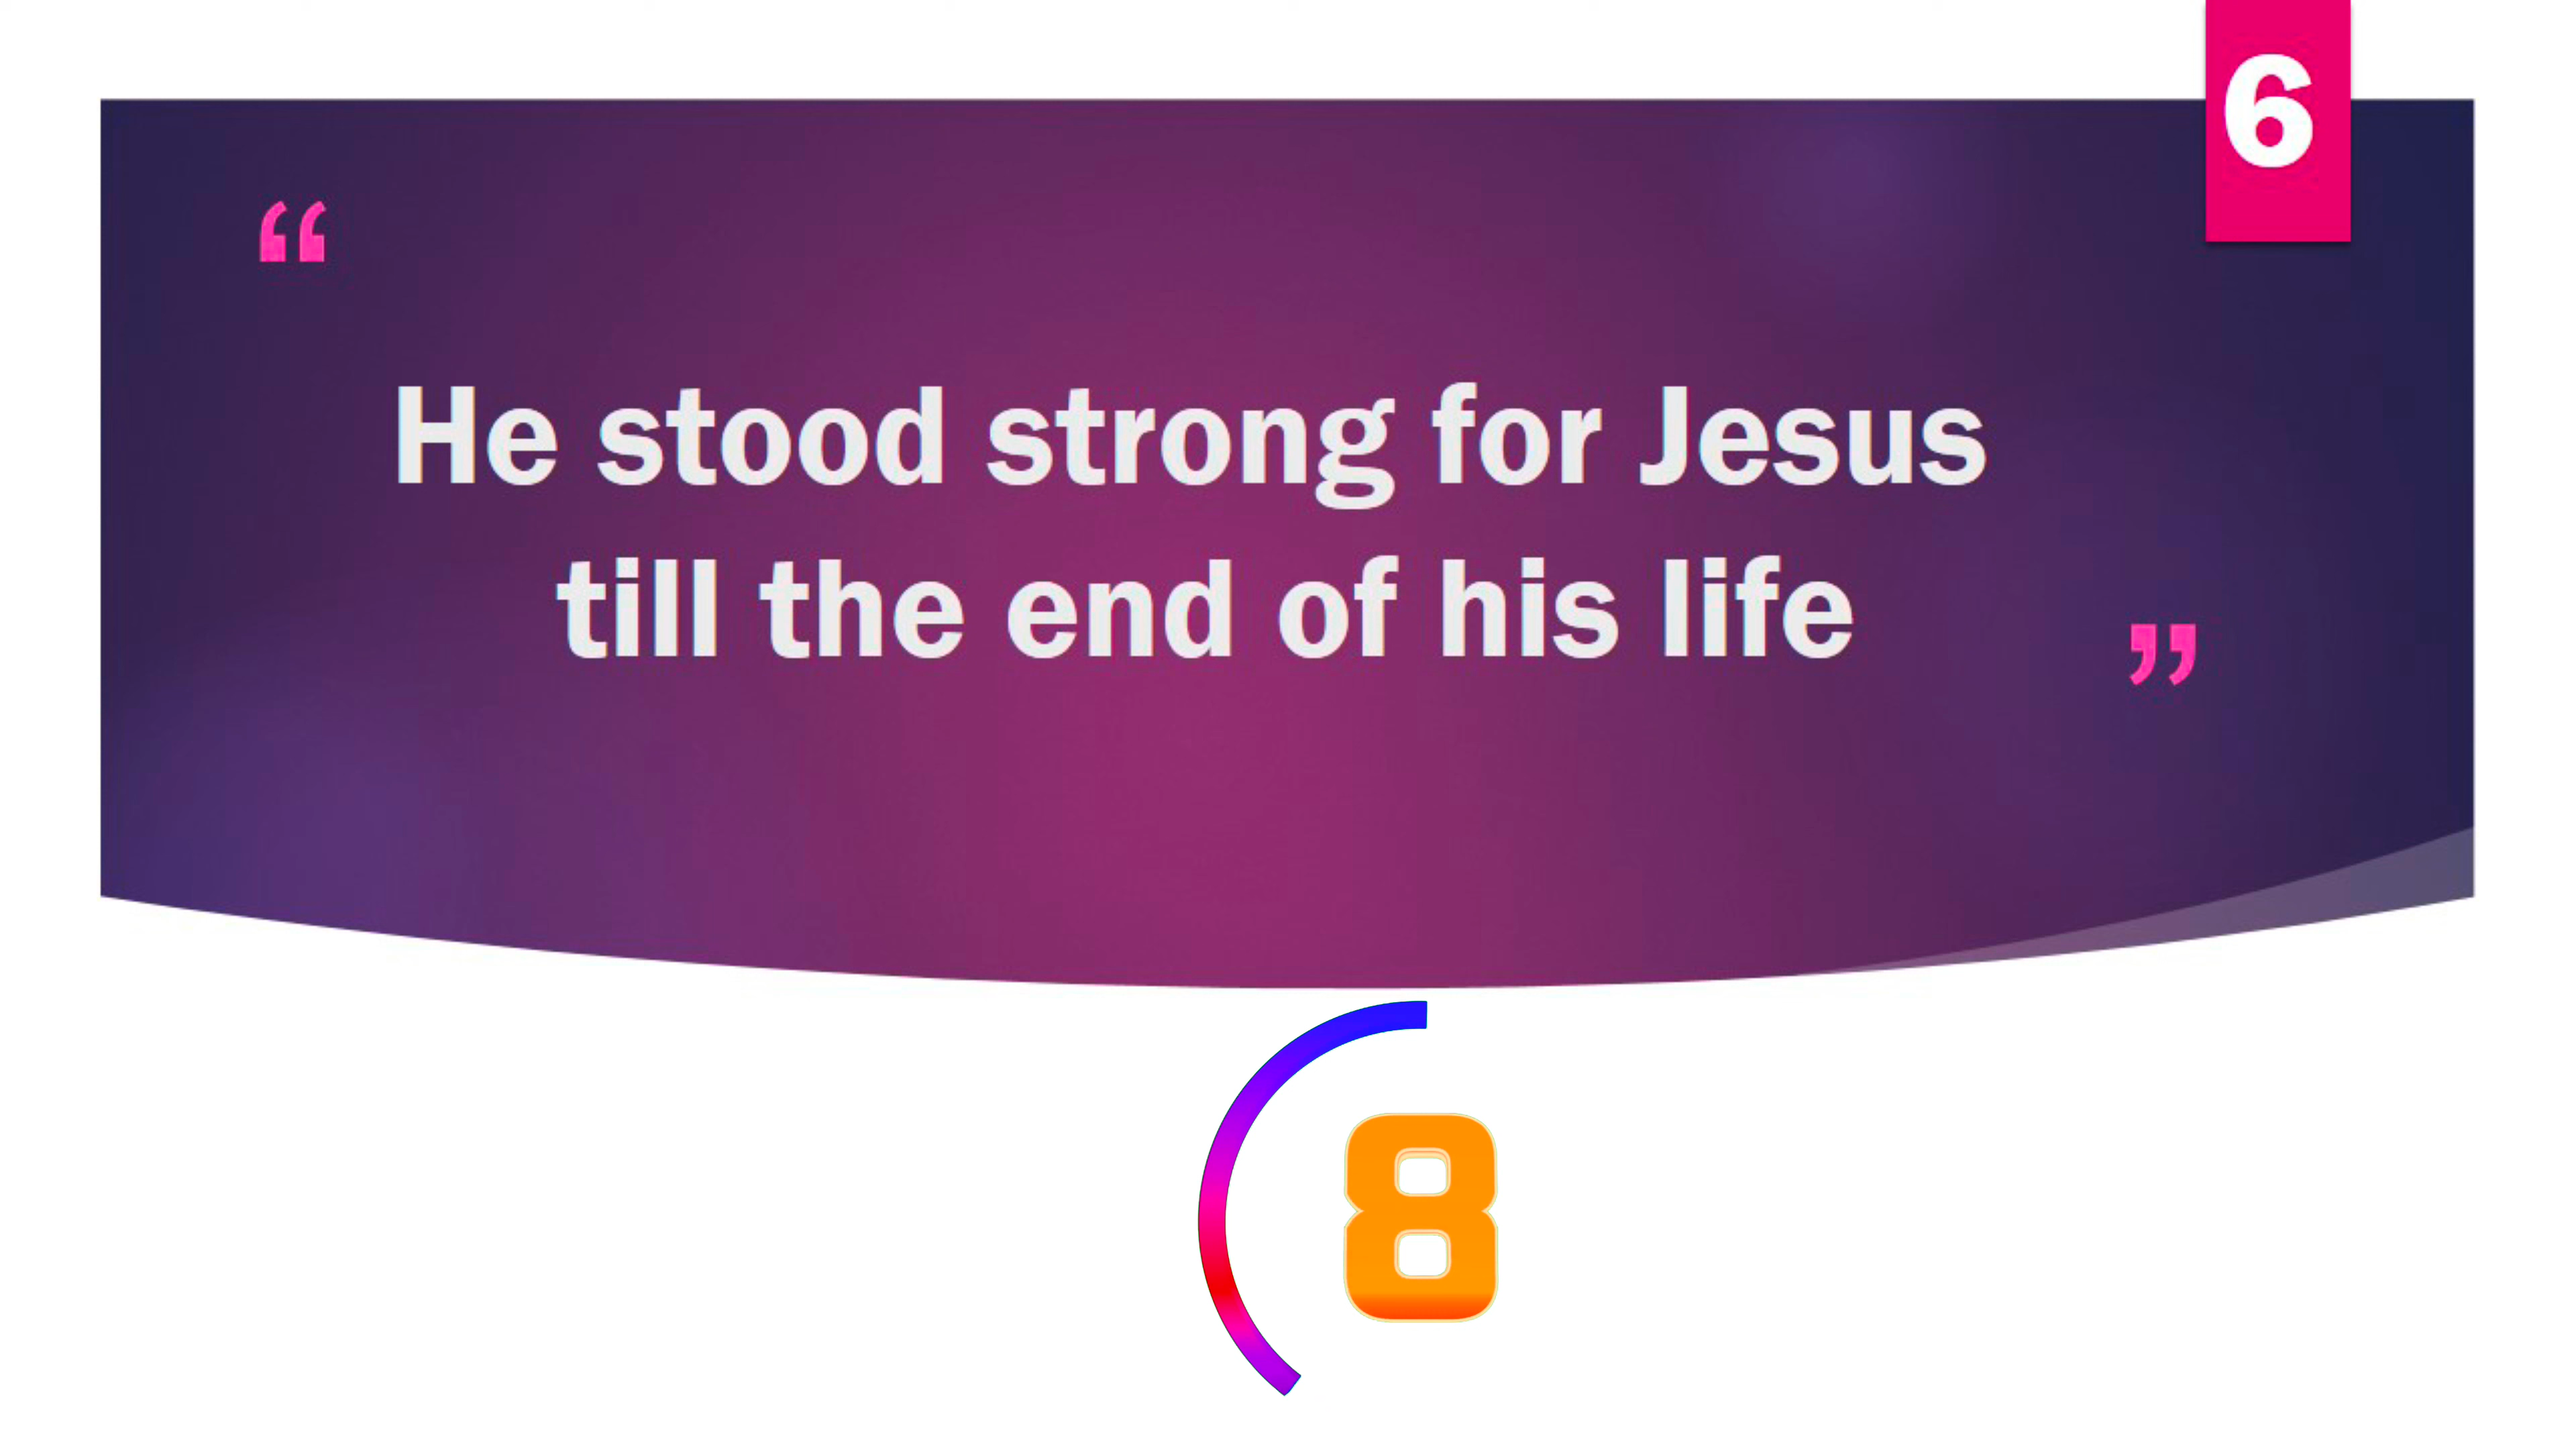 6
“
He stood strong for Jesus
till the end of his life
”
8